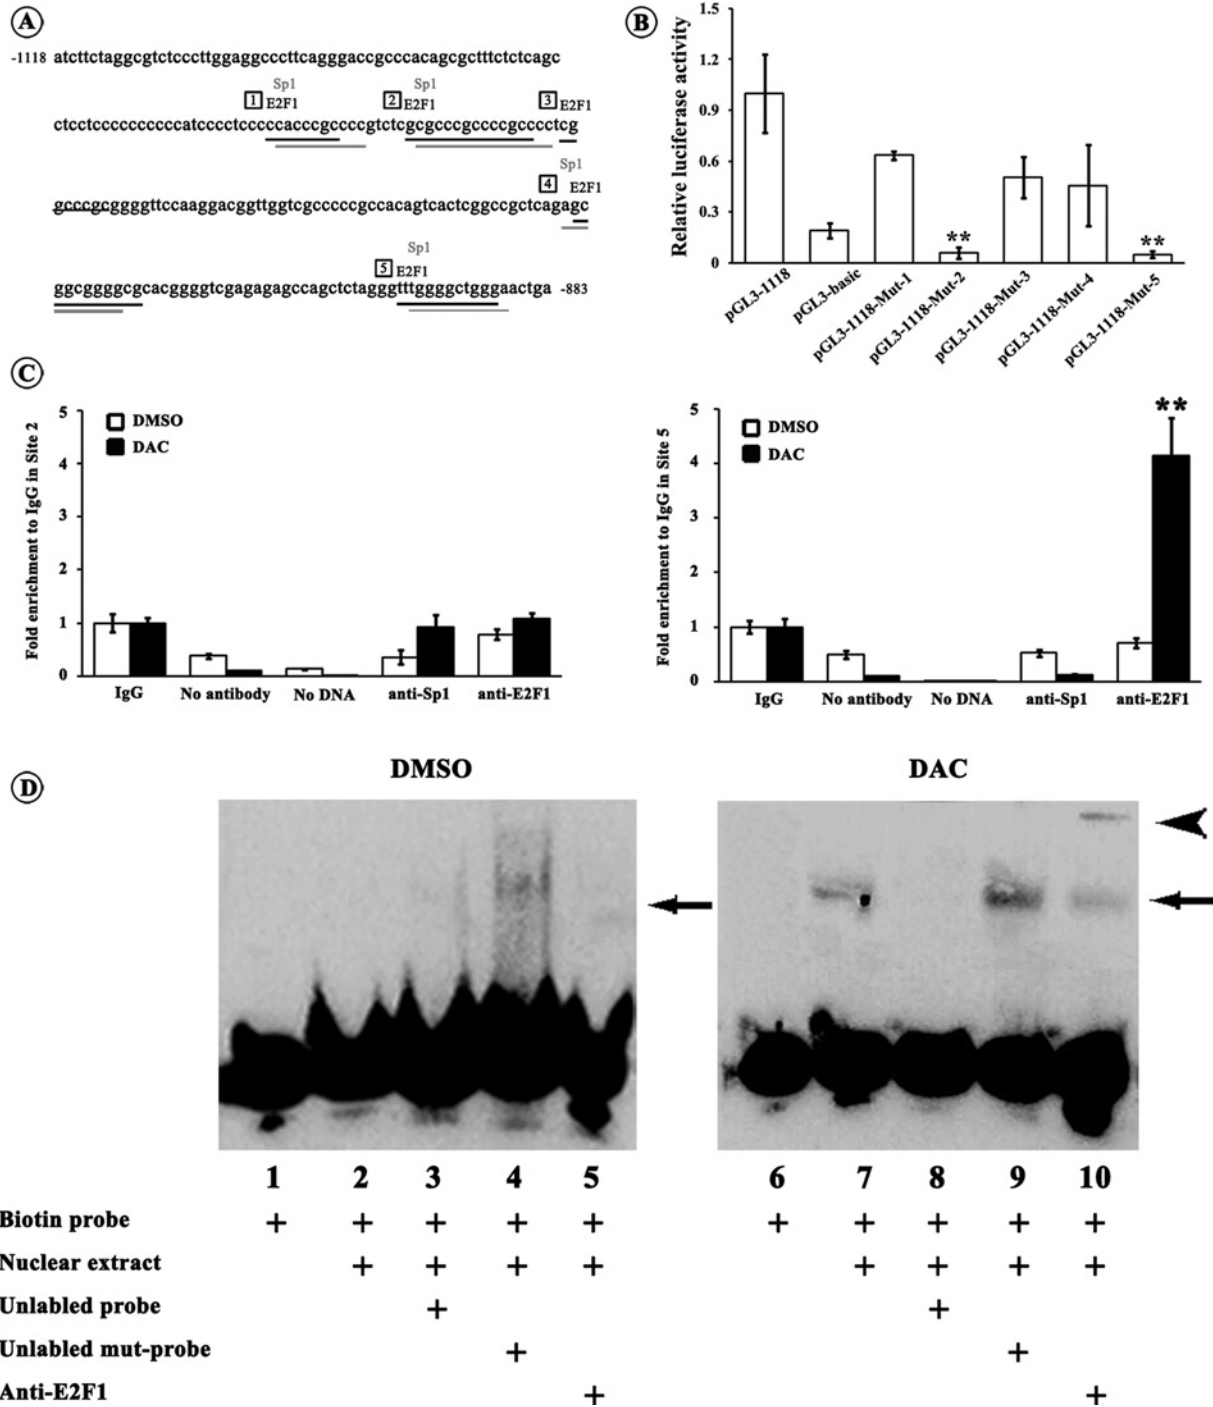 A
-1118 atcttctaggcgtctcccttggaggcccttcagggaccgcccacagcgctttctctcagc
Sp1 Sp1
1 E2F1 2 E2F1 3 E2F1
ctcctccccccccccatcccctcccccacccgccccgtctcgcgcccgccccgcccctcg
Sp1
4 E2F1
gcccgcggggttccaaggacggttggtcgcccccgccacagtcactcggccgctcagagc
Sp1
5 E2F1
ggcggggcgcacggggtcgagagagagccagctctagggtttggggctgggaactga -883
B
Relative luciferase activity
1.5
1.2
0.9
0.6
0.3
0
**
**
pGL3-1118
pGL3-basic
pGL3-1118-Mut-1
pGL3-1118-Mut-2
pGL3-1118-Mut-3
pGL3-1118-Mut-4
pGL3-1118-Mut-5
C
Fold enrichment to IgG in Site 2
5
4
3
2
1
0
DMSO
DAC
IgG No antibody No DNA anti-Sp1 anti-E2F1
Fold enrichment to IgG in Site 5
5
4
3
2
1
0
DMSO
DAC
**
IgG No antibody No DNA anti-Sp1 anti-E2F1
D
DMSO DAC
1 2 3 4 5 6 7 8 9 10
Biotin probe + + + + + + + + + +
Nuclear extract + + + + + + + +
Unlabled probe + +
Unlabled mut-probe + +
Anti-E2F1 + +